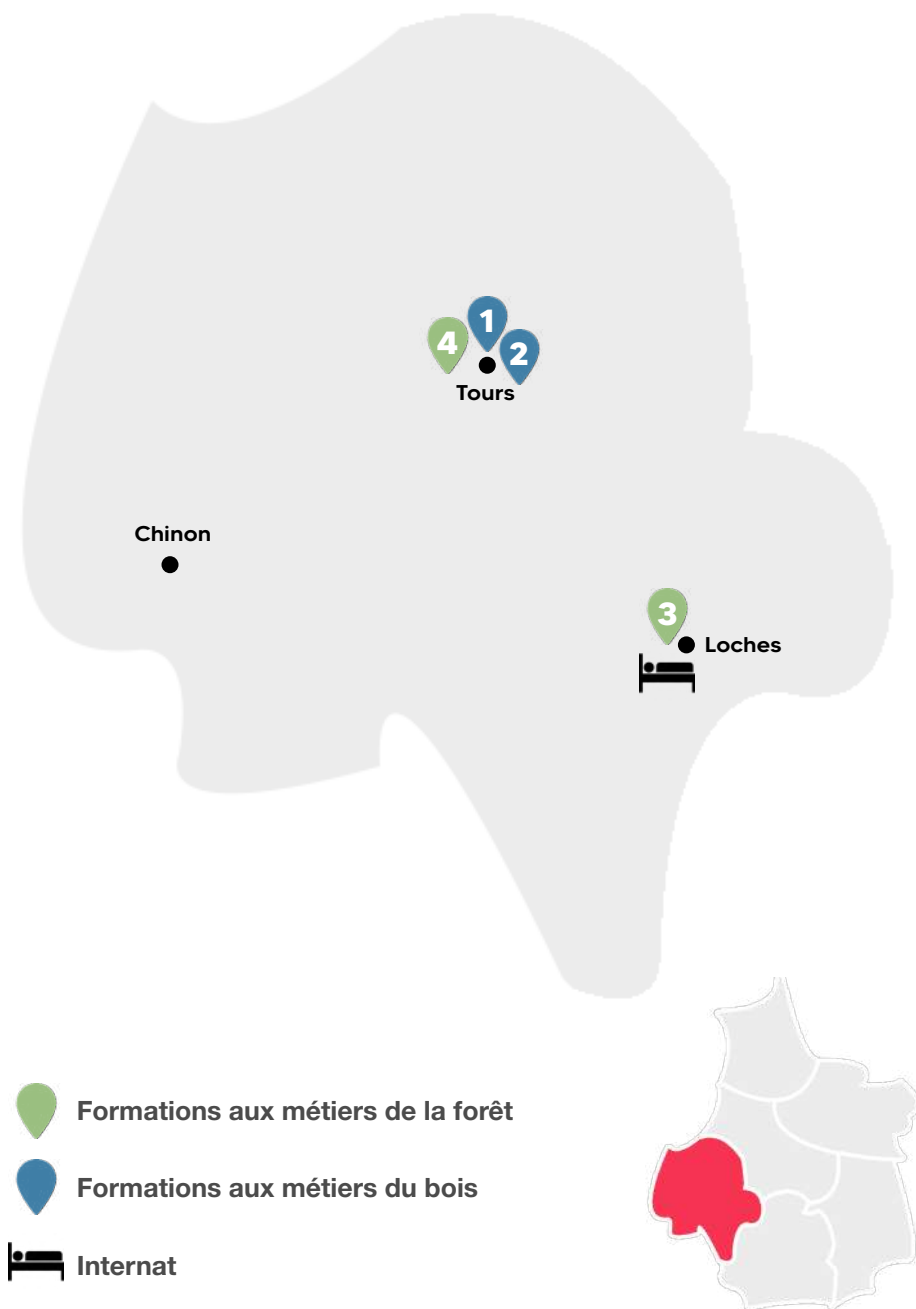 1
4
2
Tours
Chinon
3
Loches
Formations aux métiers de la forêt
Formations aux métiers du bois
Internat